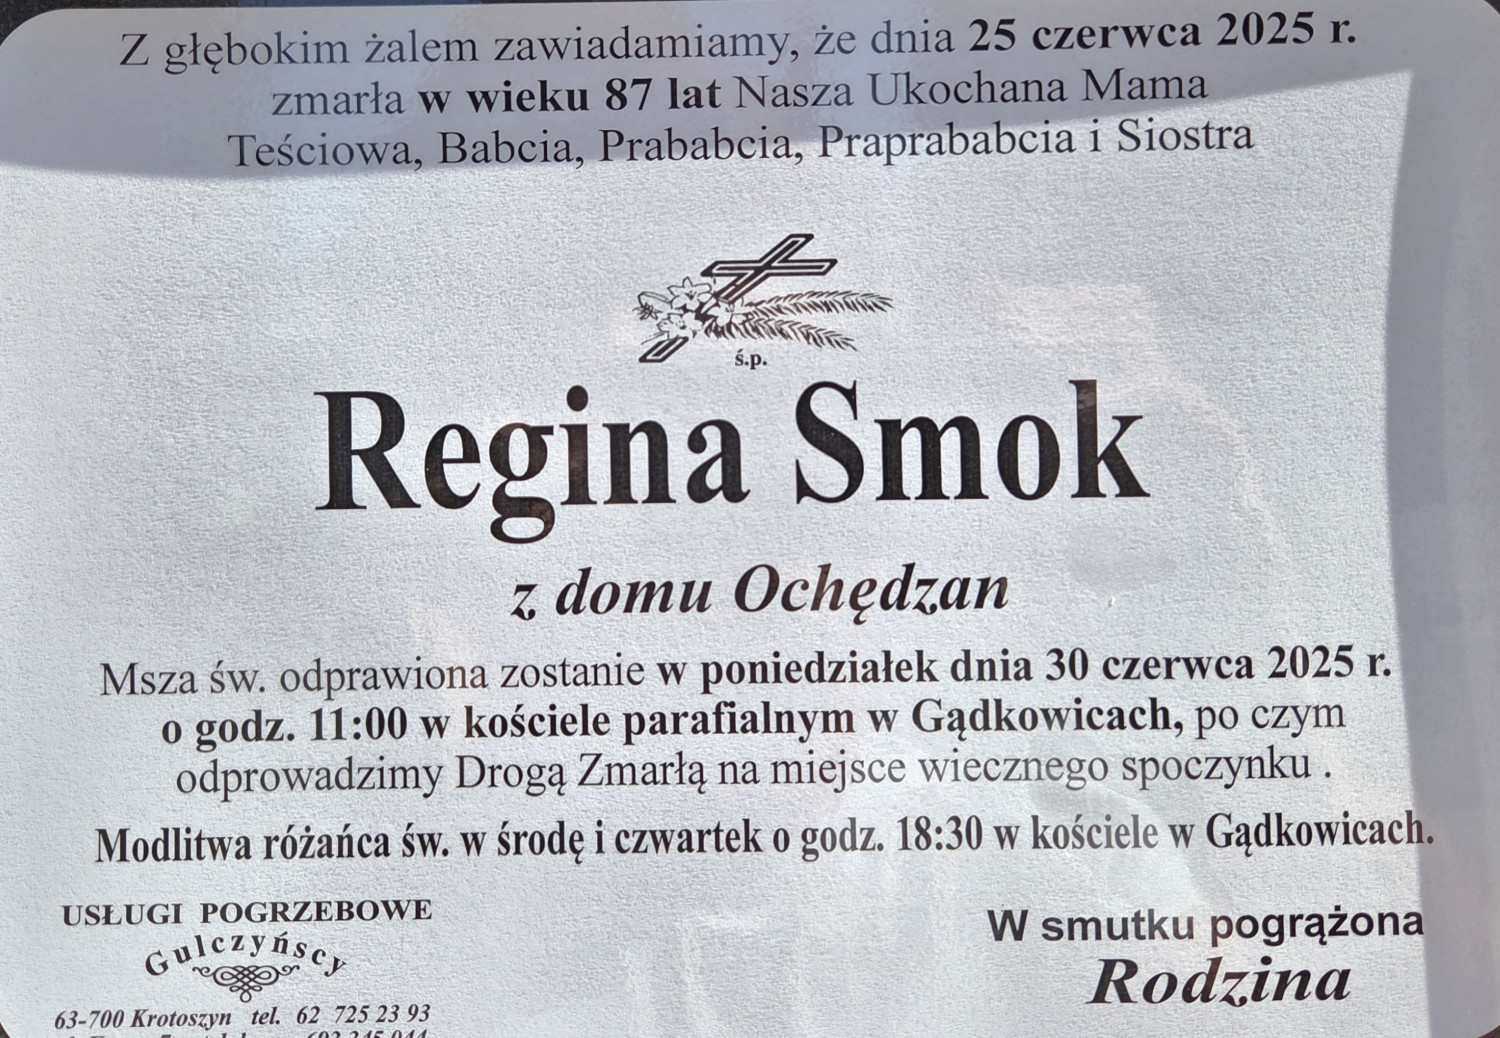 Z głębokim żalem zawiadamiamy, że dnia 25 czerwca 2025 r.
zmarła w wieku 87 lat Nasza Ukochana Mama
Teściowa, Babcia, Prababcia, Praprababcia i Siostra
ś.p.
Regina Smok
z domu Ochędzan
Msza św. odprawiona zostanie w poniedziałek dnia 30 czerwca 2025 r.
o godz. 11:00 w kościele parafialnym w Gądkowicach, po czym
odprowadzimy Drogą Zmarłą na miejsce wiecznego spoczynku .
Modlitwa różańca św. w środę i czwartek o godz. 18:30 w kościele w Gądkowicach.
USŁUGI POGRZEBOWE
Gulczyńscy
63-700 Krotoszyn tel. 62 725 23 93
W smutku pogrążona
Rodzina